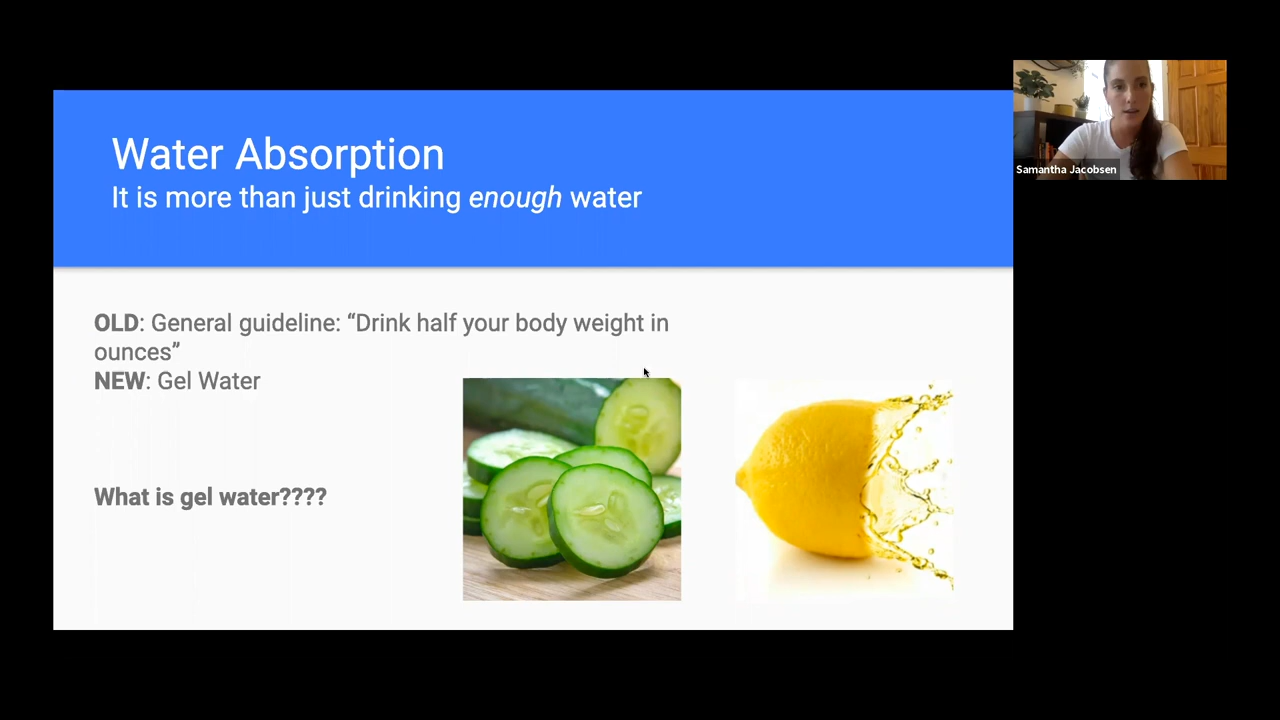 Water Absorption
It is more than just drinking enough water
OLD: General guideline: “Drink half your body weight in
ounces”
NEW: Gel Water
What is gel water????
Samantha Jacobsen